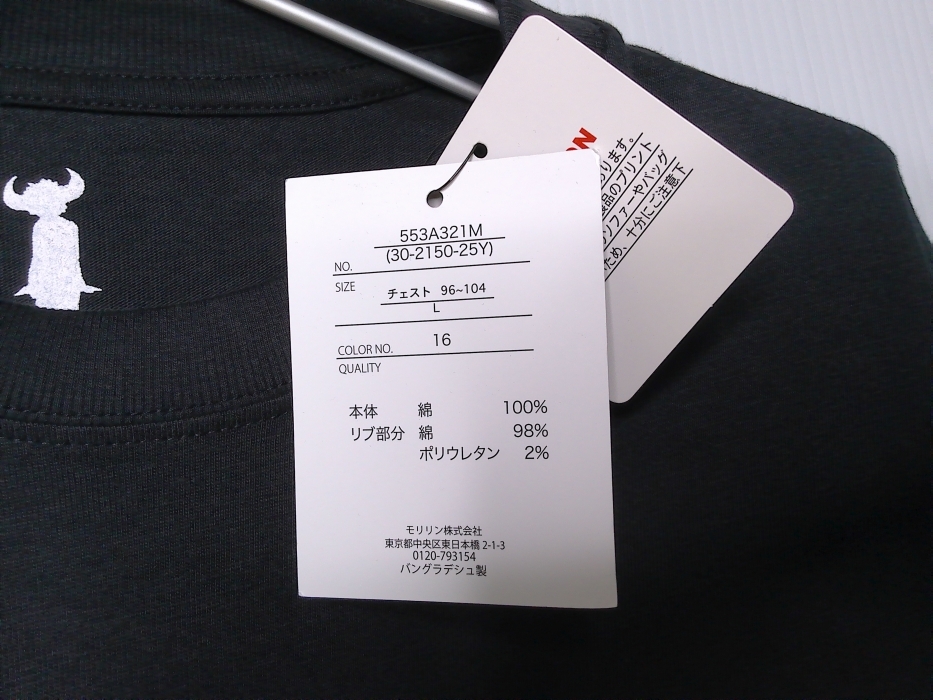 553A321M
(30-2150-25Y)
NO.
SIZE
チェスト 96~104
L
COLOR NO. 16
QUALITY
本体 綿 100%
リブ部分 綿 98%
ポリウレタン 2%
モリリン株式会社
東京都中央区東日本橋 2-1-3
0120-793154
バングラデシュ製
ON
ります。
品のプリント
ソファーやバッグ
ため、十分にご注意下